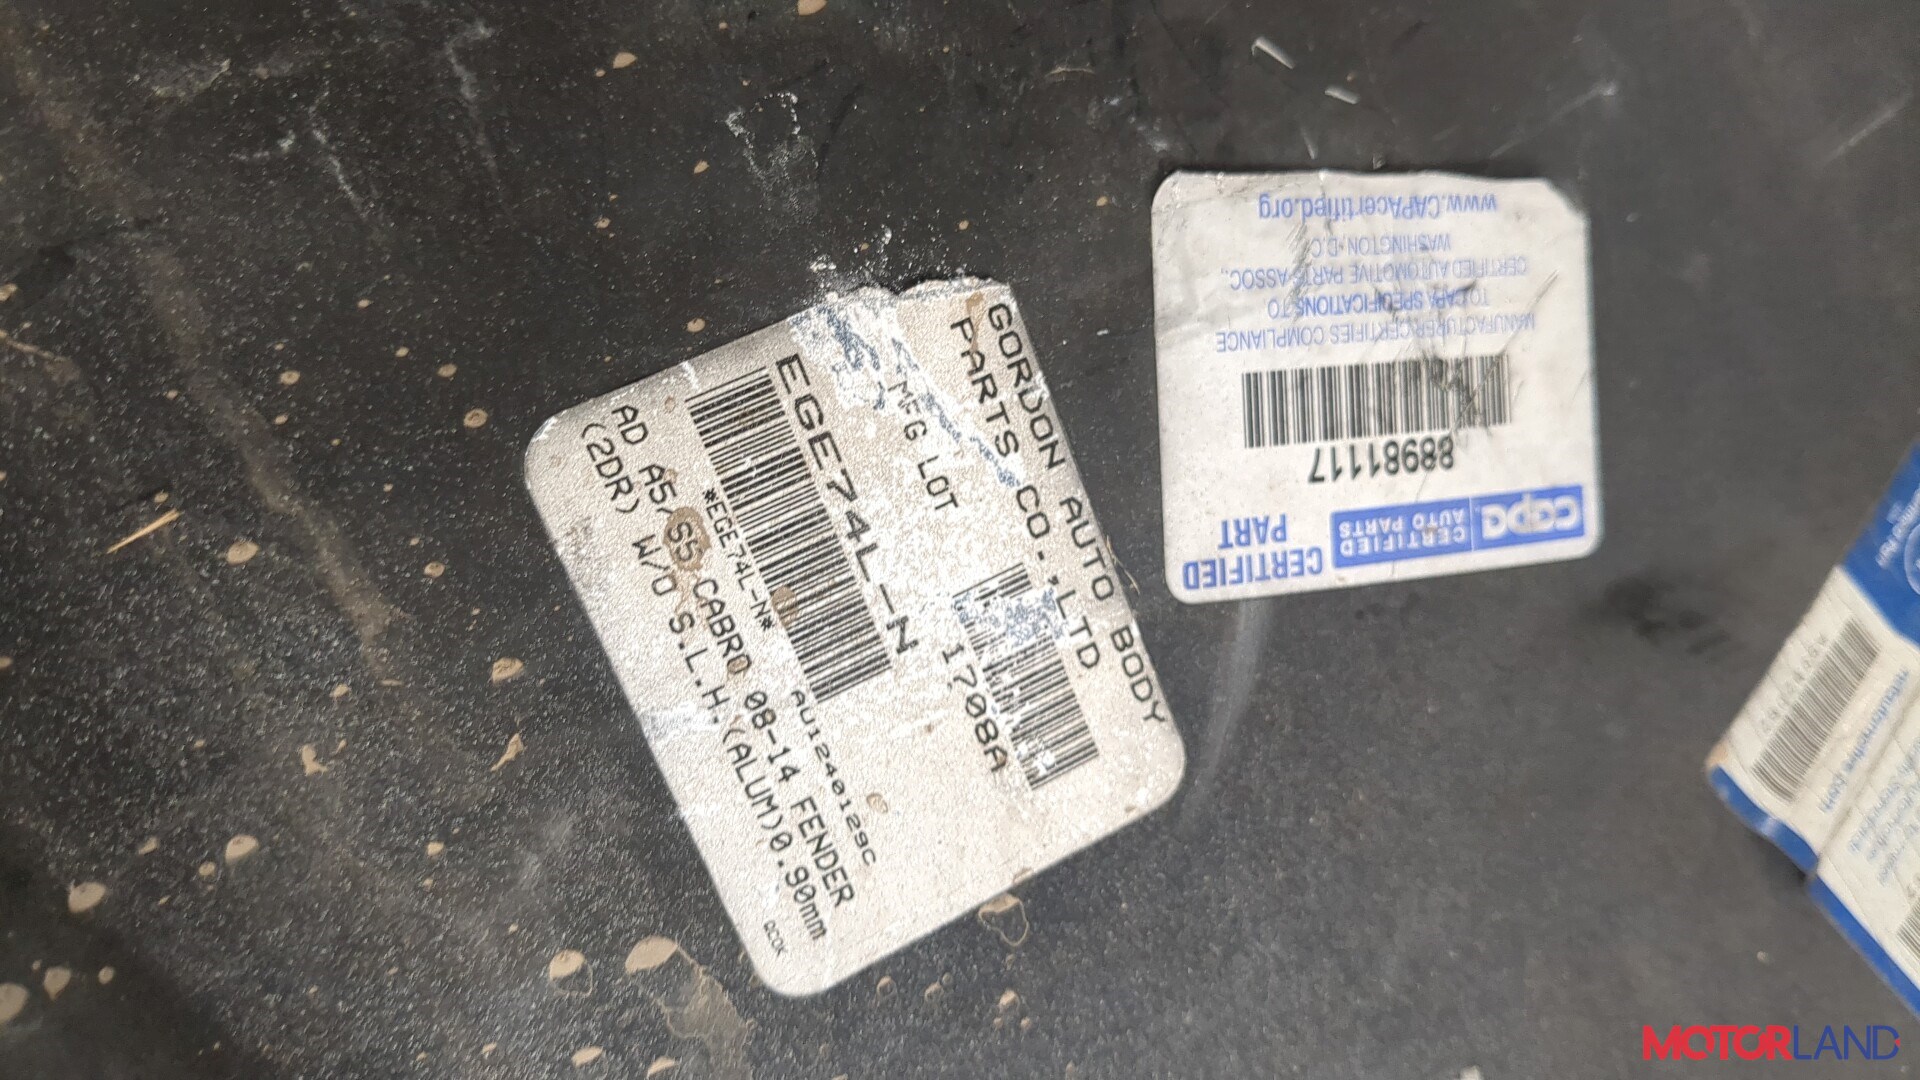 GORDON AUTO BODY
PARTS CO.,LTD
MFG LOT 1708A
EGE74L-N
*EGE74L-N*
AU1240129C
AD A5/S5 CABRO 08-14 FENDER
(2DR) W/O S.L.H.(ALUM)0.90mm
QCOK
CERTIFIED
PART
capa
CERTIFIED
AUTO PARTS
88981117
MANUFACTURER CERTIFIES COMPLIANCE
TO CAPA SPECIFICATIONS TO
CERTIFIED AUTOMOTIVE PARTS ASSOC.,
WASHINGTON, D.C.
www.CAPAcertified.org
MOTORLAND